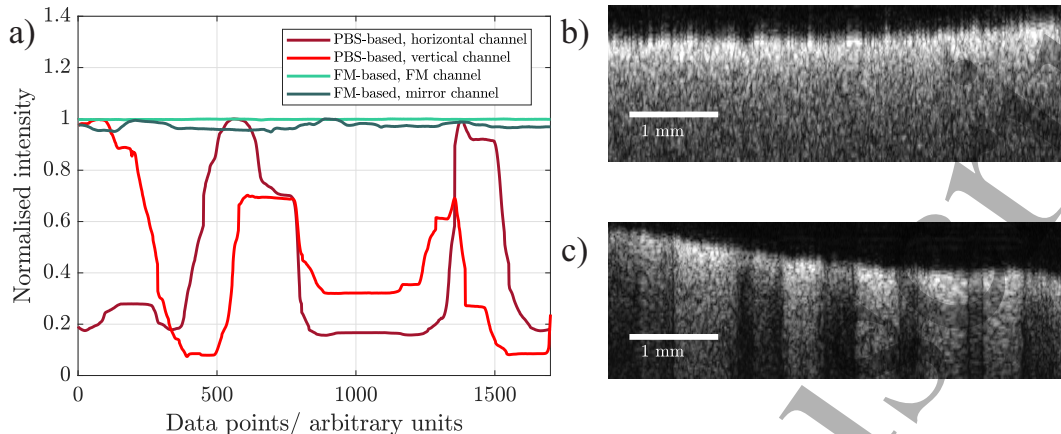 a)
1.4
1.2
1
0.8
0.6
0.4
0.2
0
0
500
1000
1500
Normalised intensity
Data points/ arbitrary units
PBS-based, horizontal channel
PBS-based, vertical channel
FM-based, FM channel
FM-based, mirror channel
b)
1 mm
c)
1 mm